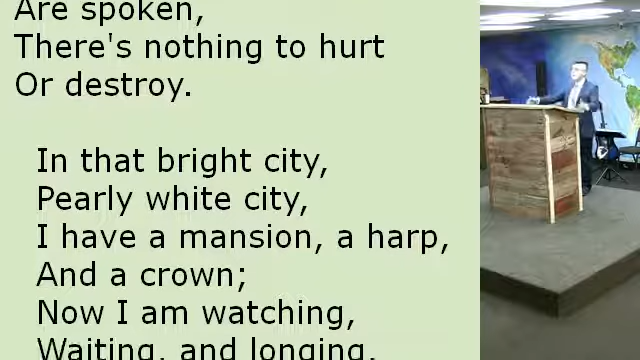 Are spoken,
There's nothing to hurt
Or destroy.
In that bright city,
Pearly white city,
I have a mansion, a harp,
And a crown;
Now I am watching,
Waiting, and longing,